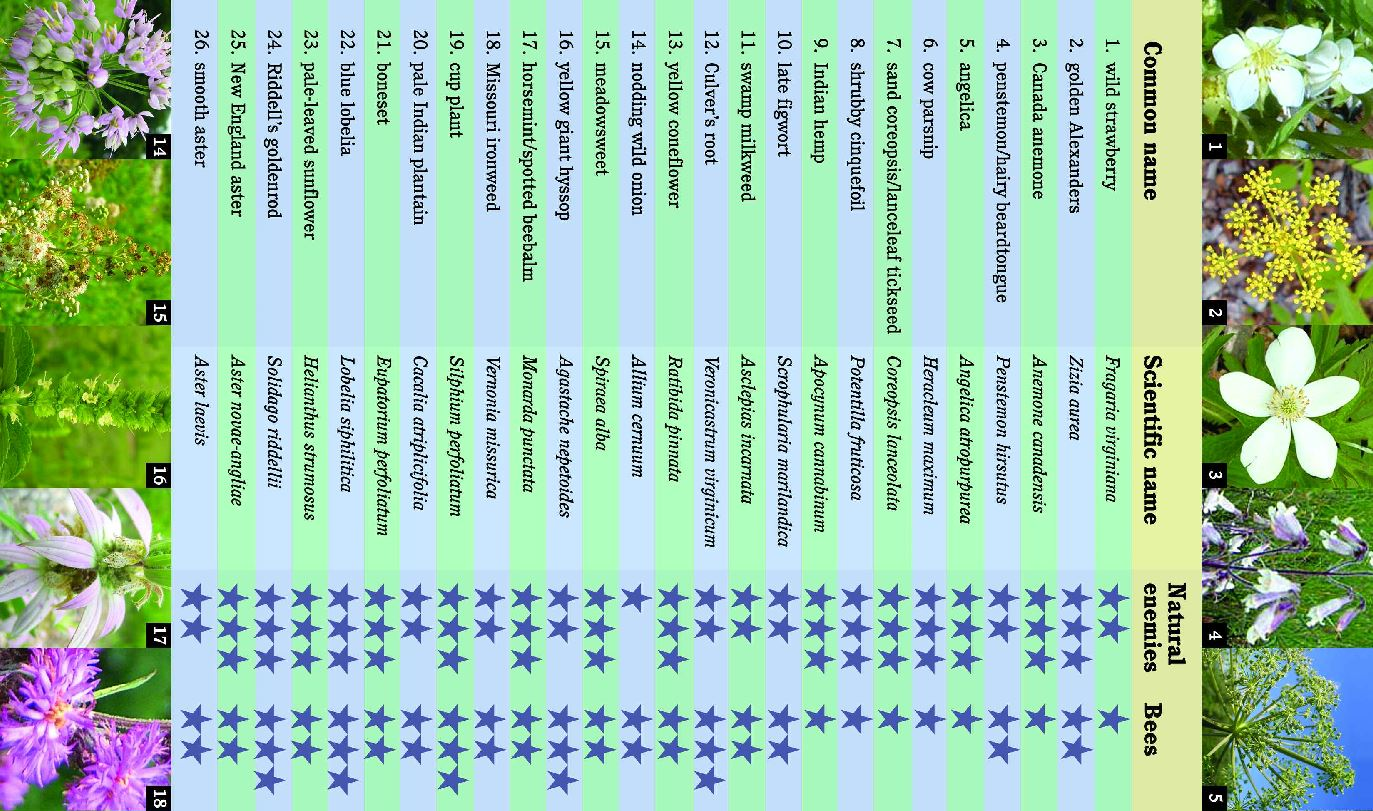 1 2 3 4 5
Common name Scientific name Natural enemies Bees
1. wild strawberry Fragaria virginiana
2. golden Alexanders Zizia aurea
3. Canada anemone Anemone canadensis
4. penstemon/hairy beardtongue Penstemon hirsutus
5. angelica Angelica atropurpurea
6. cow parsnip Heracleum maximum
7. sand coreopsis/lanceleaf tickseed Coreopsis lanceolata
8. shrubby cinquefoil Potentilla fruticosa
9. Indian hemp Apocynum cannabinum
10. late figwort Scrophularia marilandica
11. swamp milkweed Asclepias incarnata
12. Culver's root Veronicastrum virginicum
13. yellow coneflower Ratibida pinnata
14. nodding wild onion Allium cernuum
15. meadowsweet Spiraea alba
16. yellow giant hyssop Agastache nepetoides
17. horsemint/spotted beebalm Monarda punctata
18. Missouri ironweed Vernonia missurica
19. cup plant Silphium perfoliatum
20. pale Indian plantain Cacalia atriplicifolia
21. boneset Eupatorium perfoliatum
22. blue lobelia Lobelia siphilitica
23. pale-leaved sunflower Helianthus strumosus
24. Riddell's goldenrod Solidago riddellii
25. New England aster Aster novae-angliae
26. smooth aster Aster laevis
14 15 16 17 18